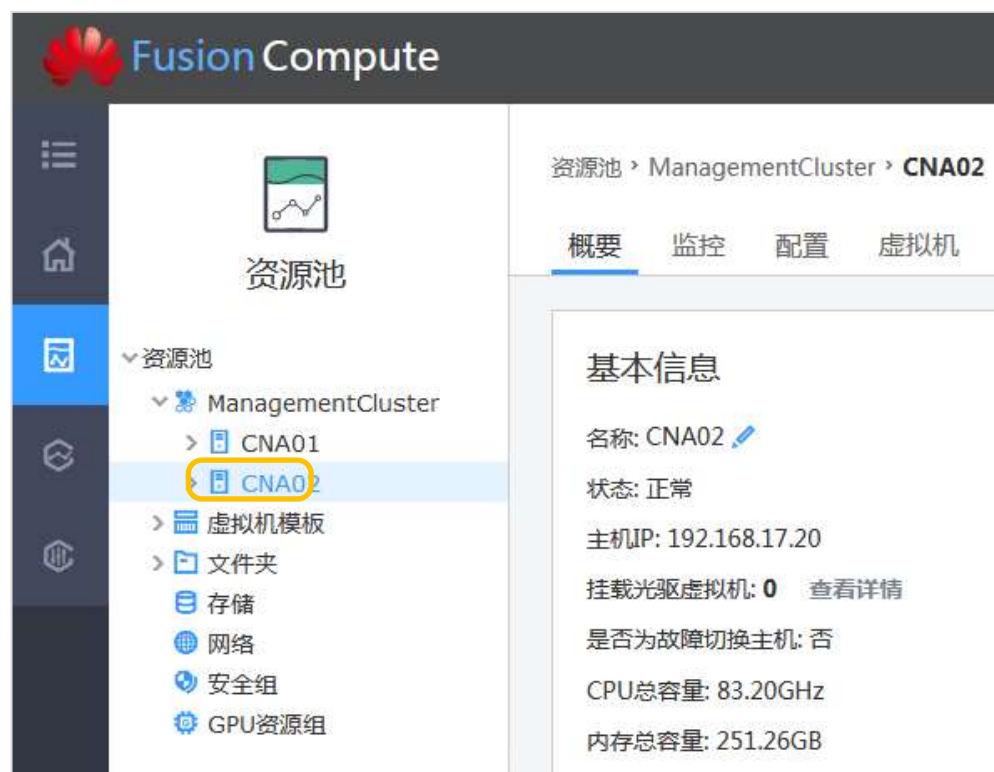 Fusion Compute
资源池
资源池
ManagementCluster
CNA01
CNA02
虚拟机模板
文件夹
存储
网络
安全组
GPU资源组
资源池 › ManagementCluster › CNA02
概要 监控 配置 虚拟机
基本信息
名称: CNA02
状态: 正常
主机IP: 192.168.17.20
挂载光驱虚拟机: 0 查看详情
是否为故障切换主机: 否
CPU总容量: 83.20GHz
内存总容量: 251.26GB